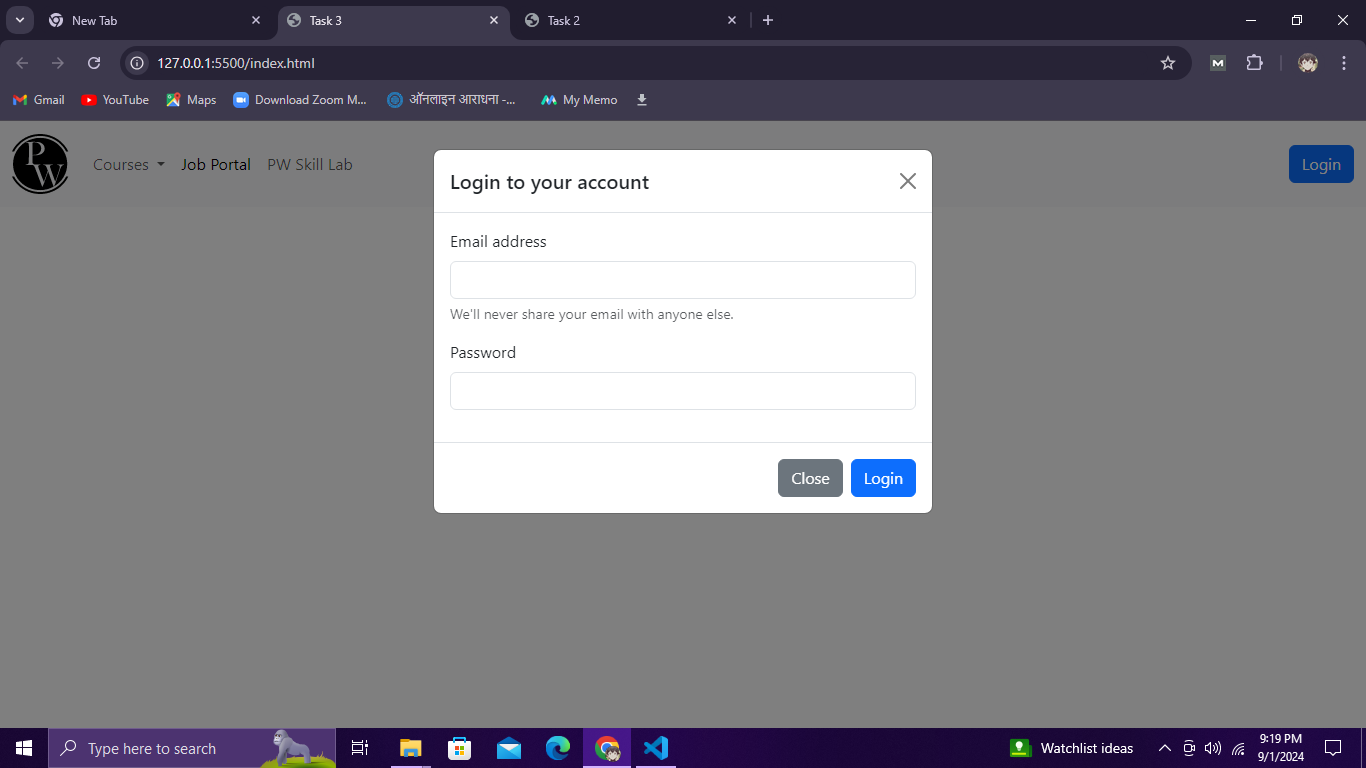 New Tab
Task 3
Task 2
127.0.0.1:5500/index.html
M
Gmail
YouTube
Maps
Download Zoom M...
ऑनलाइन आराधना -...
My Memo
PW
Courses
Job Portal
PW Skill Lab
Login
Login to your account
Email address
We'll never share your email with anyone else.
Password
Close
Login
Type here to search
Watchlist ideas
9:19 PM
9/1/2024